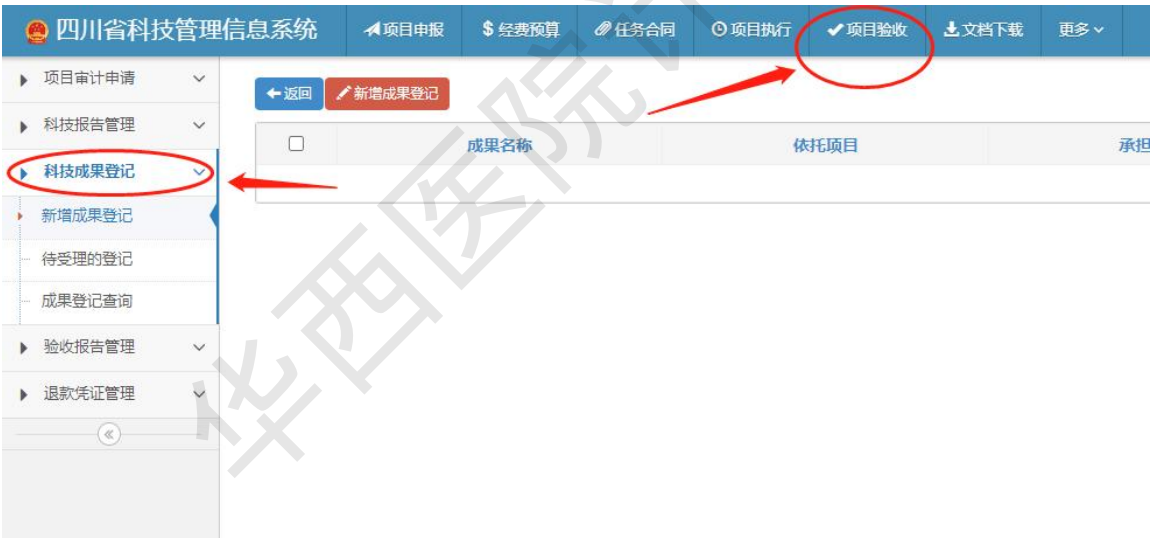 四川省科技管理信息系统 项目申报 $ 经费预算 任务合同 项目执行 项目验收 文档下载 更多
项目审计申请
返回 新增成果登记
科技报告管理
成果名称 依托项目 承担
科技成果登记
新增成果登记
待受理的登记
成果登记查询
验收报告管理
退款凭证管理
华西医院